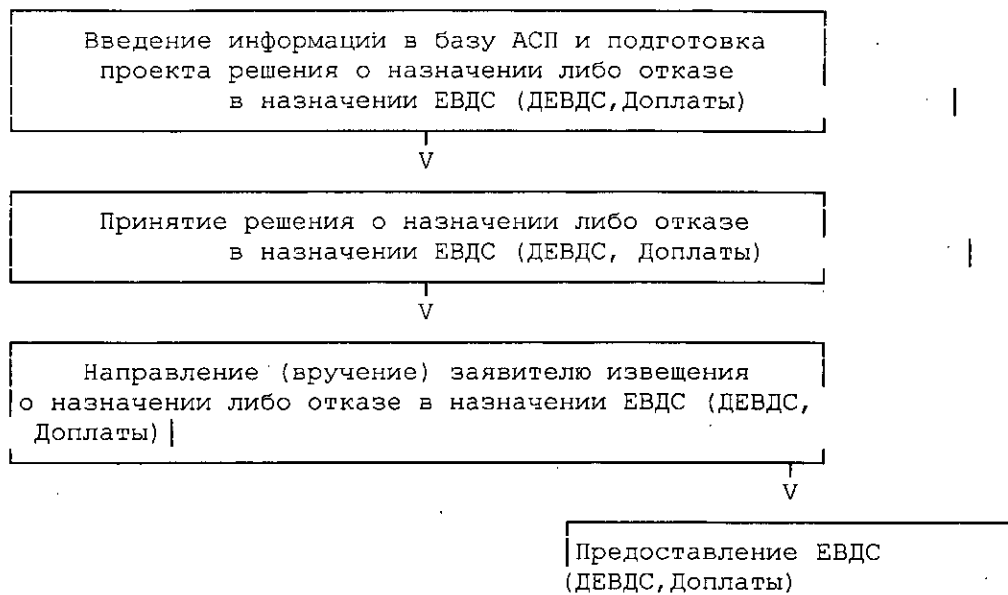 Введение информации в базу АСП и подготовка
проекта решения о назначении либо отказе
в назначении ЕВДС (ДЕВДС,Доплаты)
V
Принятие решения о назначении либо отказе
в назначении ЕВДС (ДЕВДС, Доплаты)
V
Направление (вручение) заявителю извещения
о назначении либо отказе в назначении ЕВДС (ДЕВДС,
Доплаты)
V
Предоставление ЕВДС
(ДЕВДС,Доплаты)